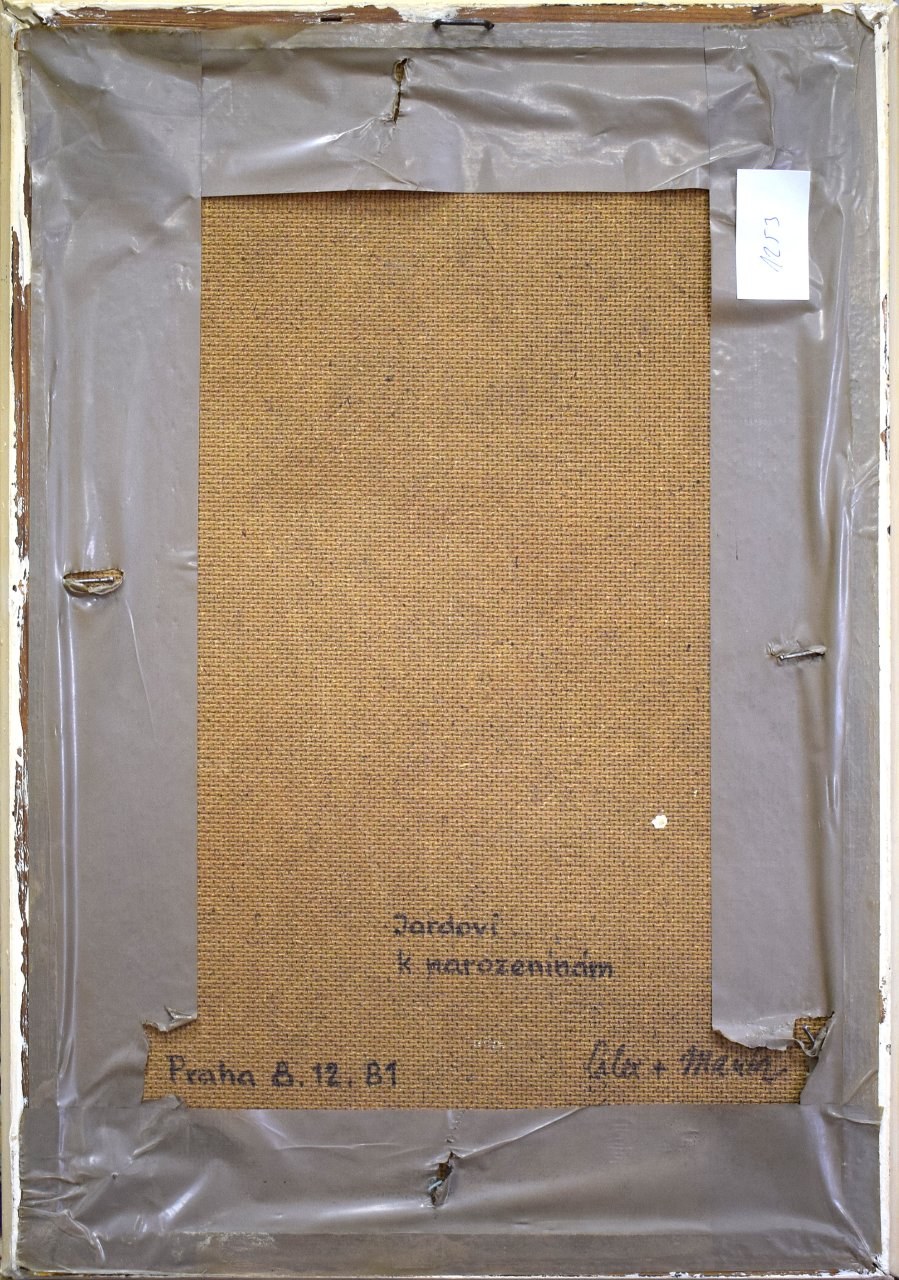 1253
Jardovi
k narozeninám
Praha 8.12.81
+